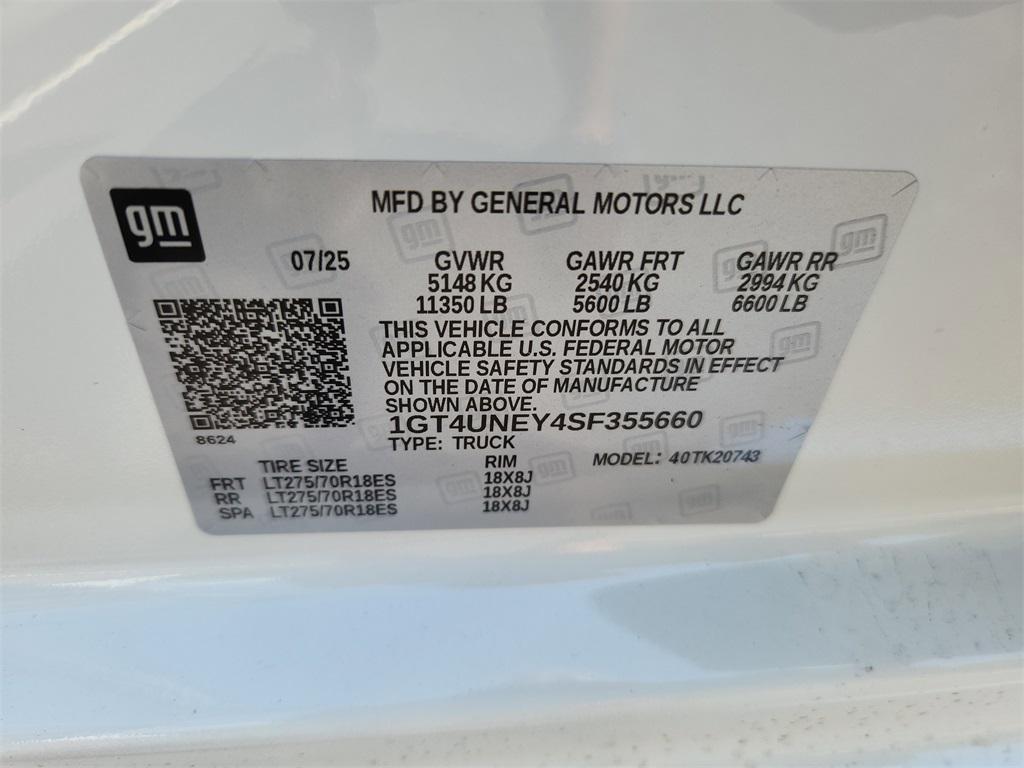 gm
MFD BY GENERAL MOTORS LLC
07/25 GVWR GAWR FRT GAWR RR
5148 KG 2540 KG 2994 KG
11350 LB 5600 LB 6600 LB
THIS VEHICLE CONFORMS TO ALL
APPLICABLE U.S. FEDERAL MOTOR
VEHICLE SAFETY STANDARDS IN EFFECT
ON THE DATE OF MANUFACTURE
SHOWN ABOVE.
8624
1GT4UNEY4SF355660
TYPE: TRUCK
MODEL: 40TK20743
TIRE SIZE RIM
FRT LT275/70R18ES 18X8J
RR LT275/70R18ES 18X8J
SPA LT275/70R18ES 18X8J